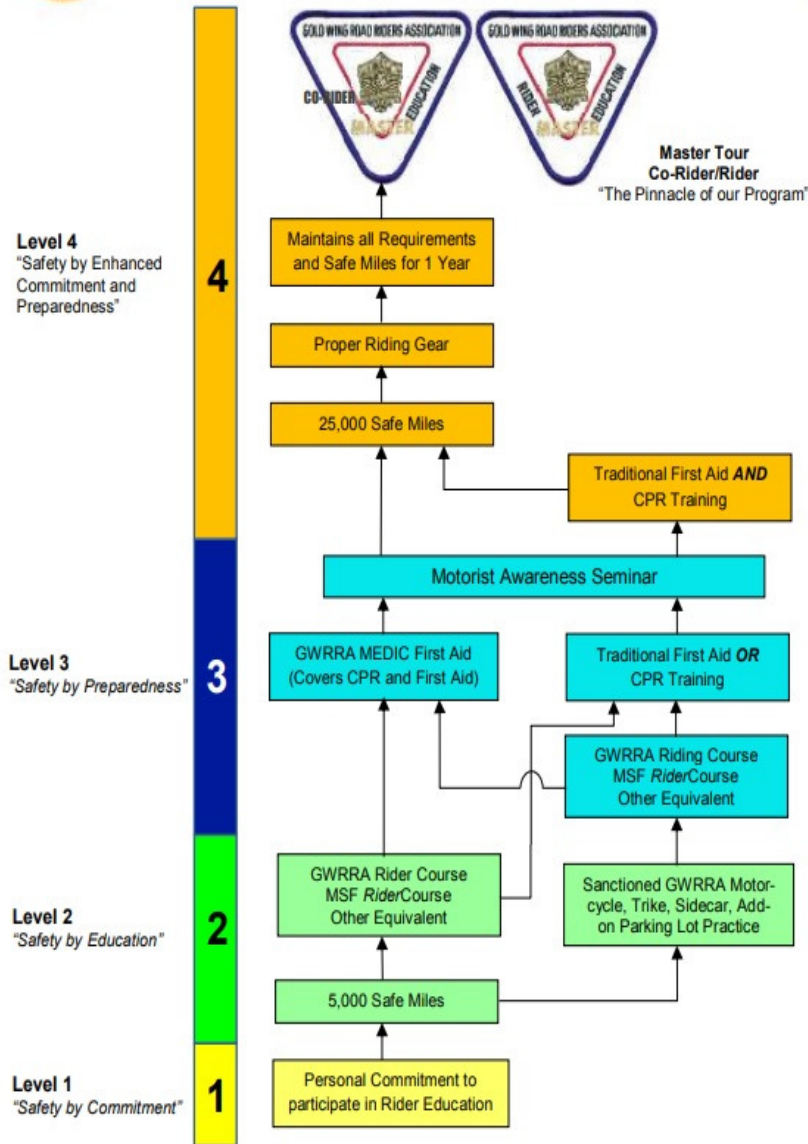 GOLD WING ROAD RIDERS ASSOCIATION
CO-RIDER
EDUCATION
MASTER
GOLD WING ROAD RIDERS ASSOCIATION
RIDER
EDUCATION
MASTER
Master Tour
Co-Rider/Rider
“The Pinnacle of our Program”
Level 4
“Safety by Enhanced
Commitment and
Preparedness”
4
Maintains all Requirements
and Safe Miles for 1 Year
Proper Riding Gear
25,000 Safe Miles
Traditional First Aid AND
CPR Training
Motorist Awareness Seminar
Level 3
“Safety by Preparedness”
3
GWRRA MEDIC First Aid
(Covers CPR and First Aid)
Traditional First Aid OR
CPR Training
GWRRA Riding Course
MSF RiderCourse
Other Equivalent
Level 2
“Safety by Education”
2
GWRRA Rider Course
MSF RiderCourse
Other Equivalent
Sanctioned GWRRA Motor-
cycle, Trike, Sidecar, Add-
on Parking Lot Practice
5,000 Safe Miles
Level 1
“Safety by Commitment”
1
Personal Commitment to
participate in Rider Education